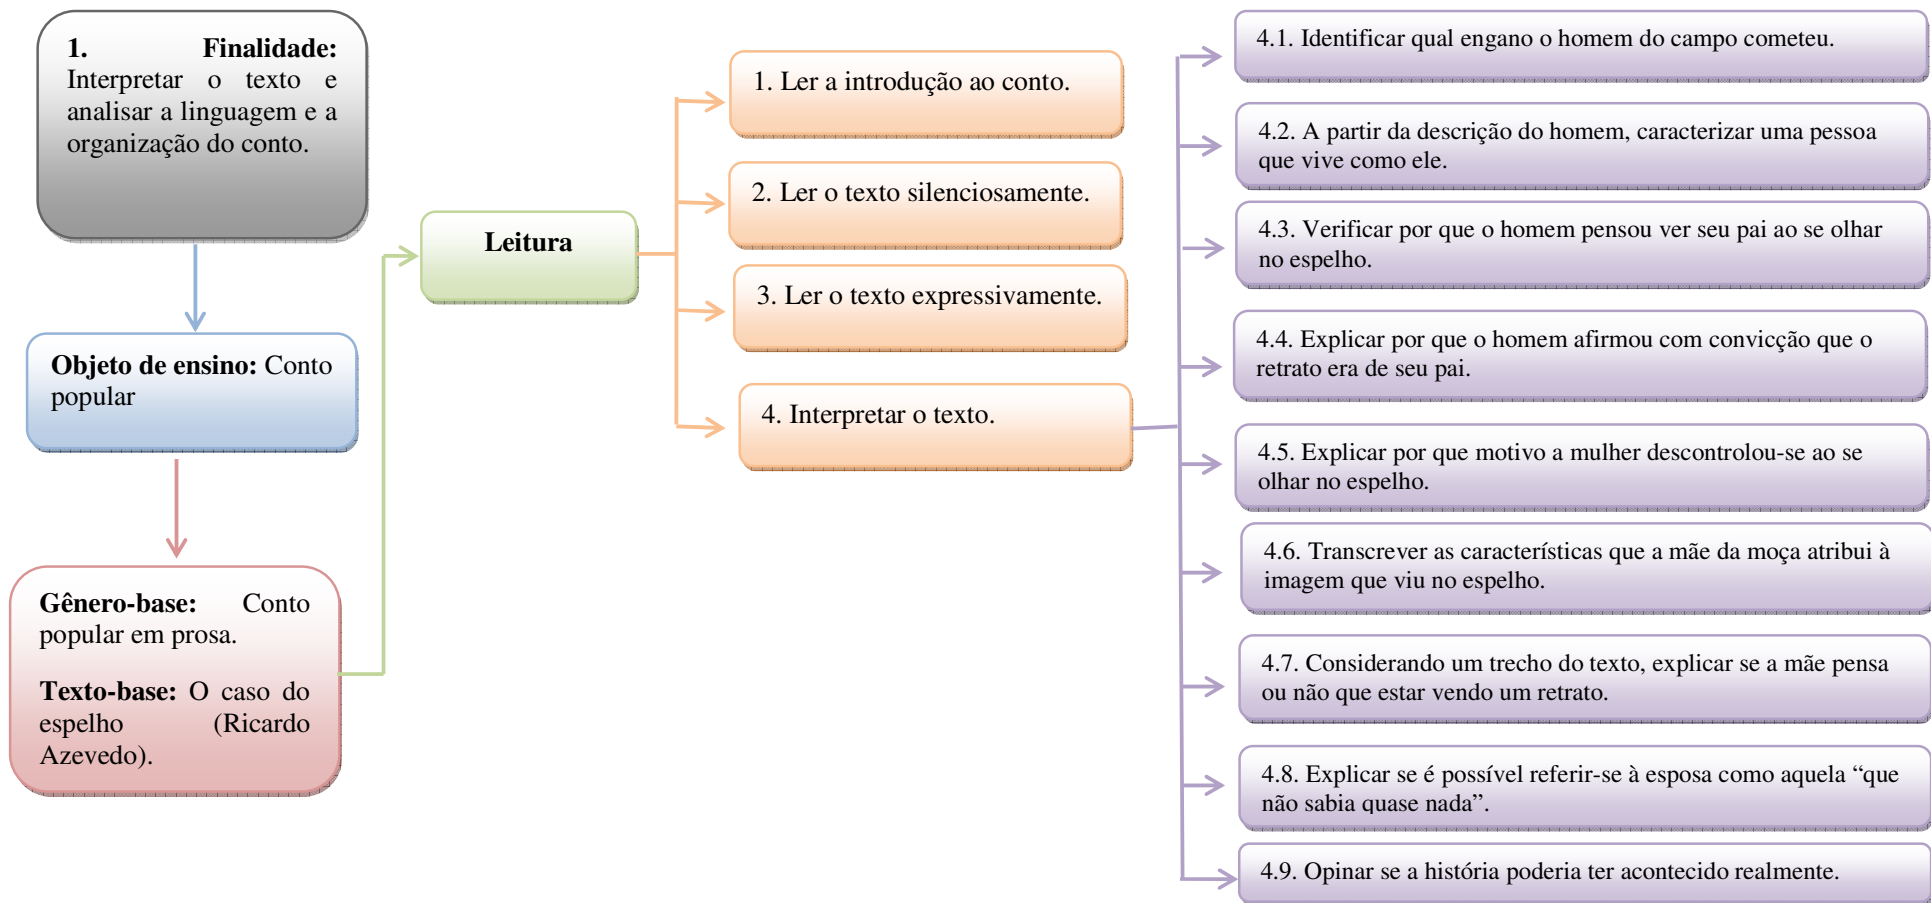 1. Finalidade:
Interpretar o texto e
analisar a linguagem e a
organização do conto.
Objeto de ensino: Conto
popular
Gênero-base: Conto
popular em prosa.
Texto-base: O caso do
espelho (Ricardo
Azevedo).
Leitura
1. Ler a introdução ao conto.
2. Ler o texto silenciosamente.
3. Ler o texto expressivamente.
4. Interpretar o texto.
4.1. Identificar qual engano o homem do campo cometeu.
4.2. A partir da descrição do homem, caracterizar uma pessoa
que vive como ele.
4.3. Verificar por que o homem pensou ver seu pai ao se olhar
no espelho.
4.4. Explicar por que o homem afirmou com convicção que o
retrato era de seu pai.
4.5. Explicar por que motivo a mulher descontrolou-se ao se
olhar no espelho.
4.6. Transcrever as características que a mãe da moça atribui à
imagem que viu no espelho.
4.7. Considerando um trecho do texto, explicar se a mãe pensa
ou não que estar vendo um retrato.
4.8. Explicar se é possível referir-se à esposa como aquela “que
não sabia quase nada”.
4.9. Opinar se a história poderia ter acontecido realmente.